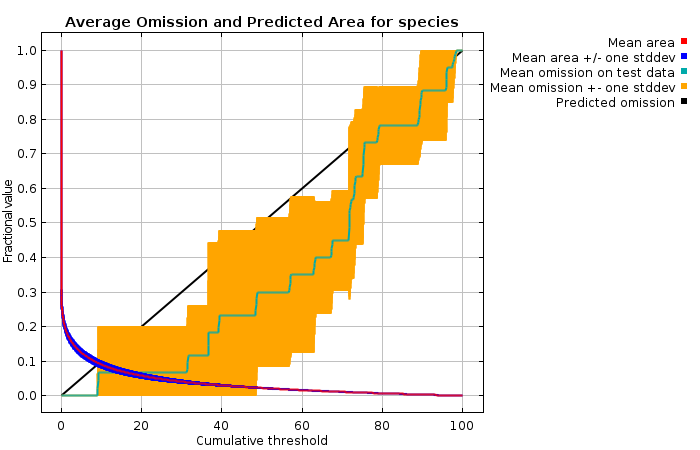 Average Omission and Predicted Area for species
Mean area
Mean area +/- one stddev
Mean omission on test data
Mean omission +- one stddev
Predicted omission
Fractional value
1.0
0.9
0.8
0.7
0.6
0.5
0.4
0.3
0.2
0.1
0.0
0 20 40 60 80 100
Cumulative threshold